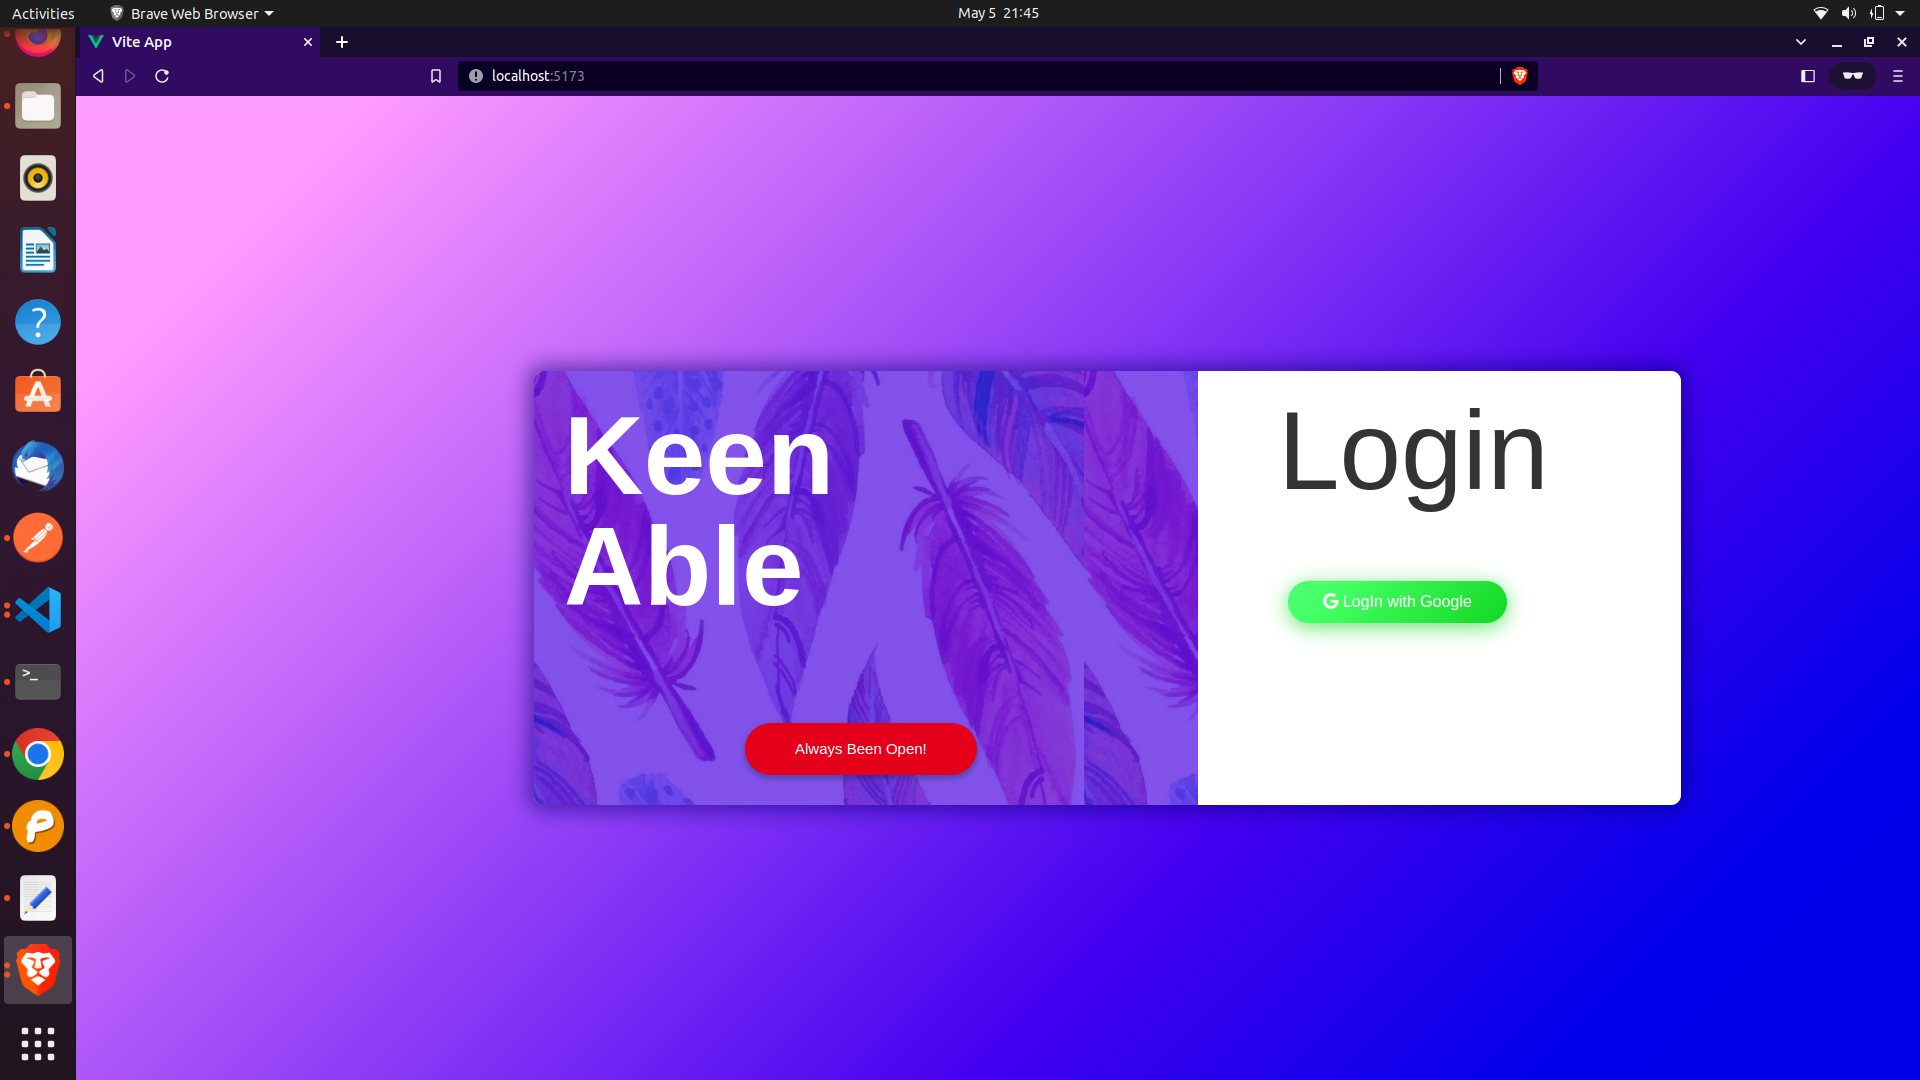 Activities
Brave Web Browser
May 5 21:45
Vite App
localhost:5173
Keen
Able
Always Been Open!
Login
LogIn with Google